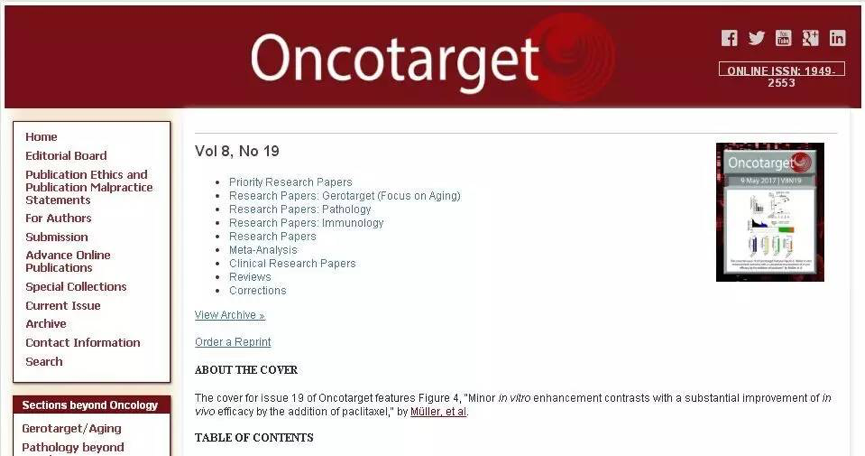 Oncotarget
ONLINE ISSN: 1949-
2553
Home
Editorial Board
Publication Ethics and
Publication Malpractice
Statements
For Authors
Submission
Advance Online
Publications
Special Collections
Current Issue
Archive
Contact Information
Search
Sections beyond Oncology
Gerotarget/Aging
Pathology beyond
Vol 8, No 19
Priority Research Papers
Research Papers: Gerotarget (Focus on Aging)
Research Papers: Pathology
Research Papers: Immunology
Research Papers
Meta-Analysis
Clinical Research Papers
Reviews
Corrections
View Archive »
Order a Reprint
Oncotarget
9 May 2017 | V8N19
ABOUT THE COVER
The cover for issue 19 of Oncotarget features Figure 4, "Minor in vitro enhancement contrasts with a substantial improvement of in
vivo efficacy by the addition of paclitaxel," by Müller, et al.
TABLE OF CONTENTS